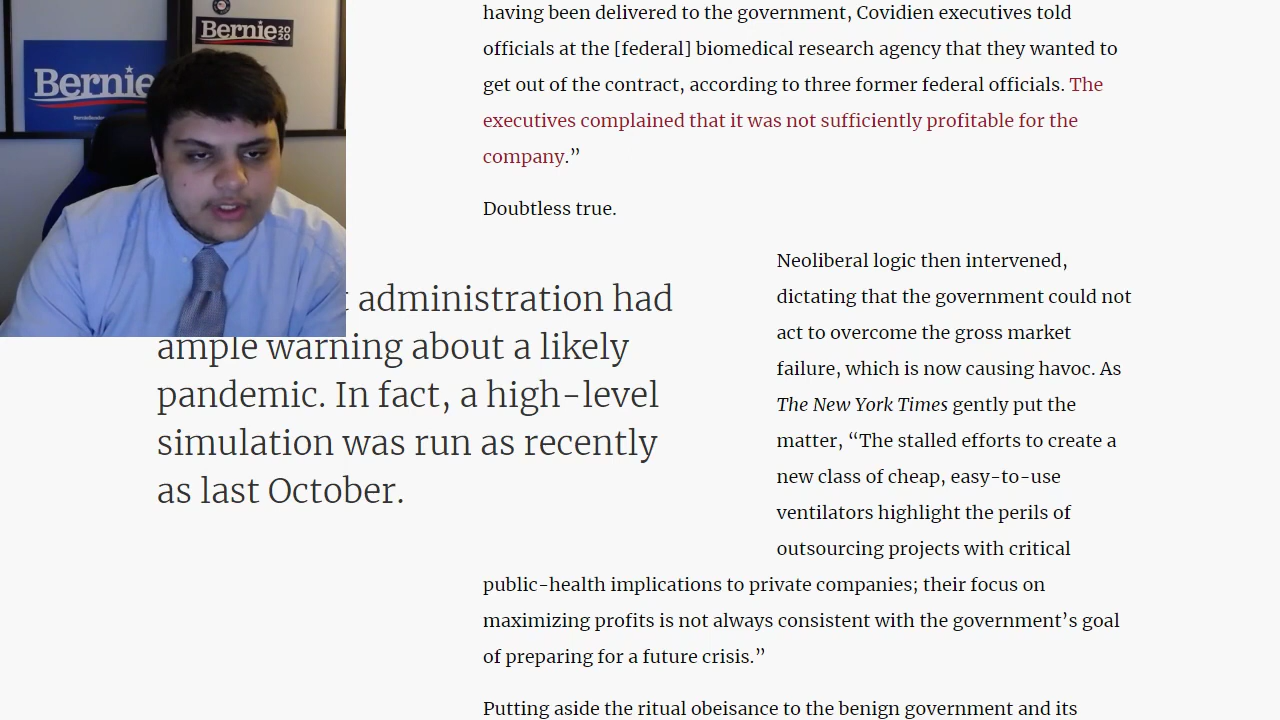 Bernie
2020
Bernie
having been delivered to the government, Covidien executives told
officials at the [federal] biomedical research agency that they wanted to
get out of the contract, according to three former federal officials. The
executives complained that it was not sufficiently profitable for the
company.”
Doubtless true.
administration had
ample warning about a likely
pandemic. In fact, a high-level
simulation was run as recently
as last October.
Neoliberal logic then intervened,
dictating that the government could not
act to overcome the gross market
failure, which is now causing havoc. As
The New York Times gently put the
matter, “The stalled efforts to create a
new class of cheap, easy-to-use
ventilators highlight the perils of
outsourcing projects with critical
public-health implications to private companies; their focus on
maximizing profits is not always consistent with the government’s goal
of preparing for a future crisis.”
Putting aside the ritual obeisance to the benign government and its